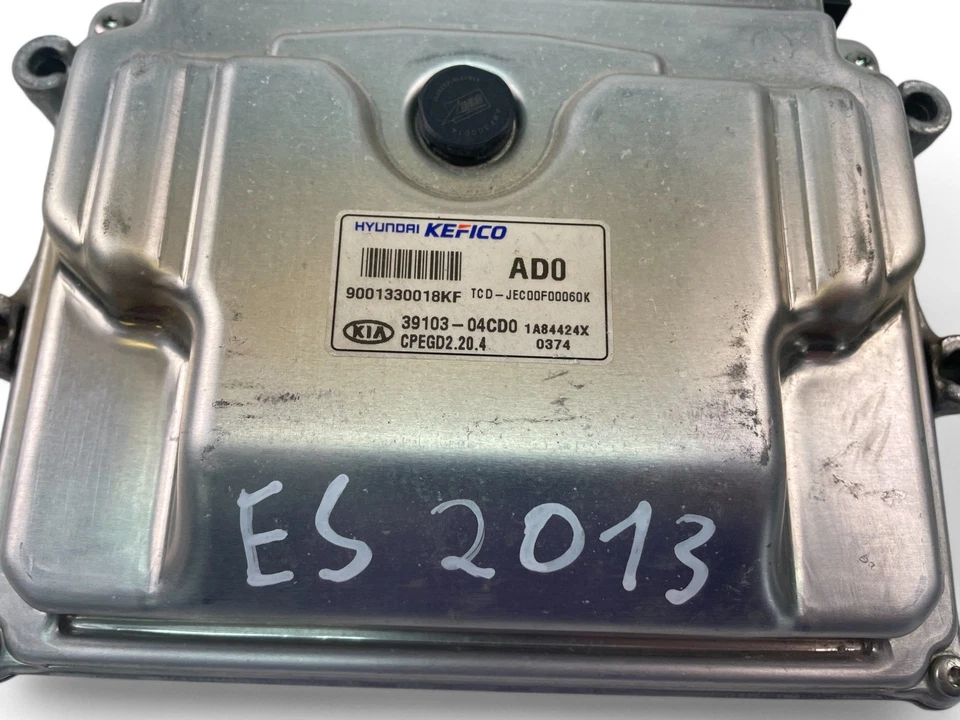 HYUNDAI KEFICO
AD0
9001330018KF TCD-JEC00F00060K
KIA 39103-04CD0 1A84424X
CPEGD2.20.4 0374
ES 2013